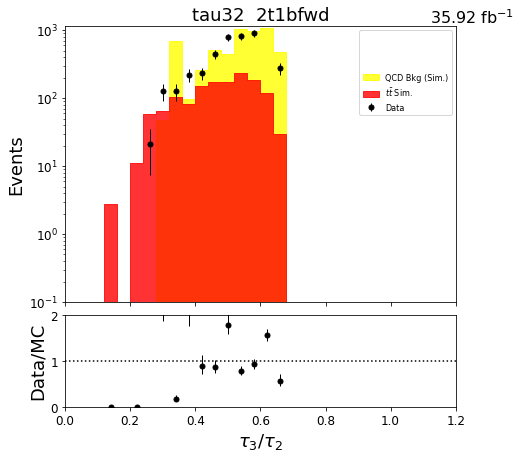 tau32 2t1bfwd
35.92 fb⁻¹
QCD Bkg (Sim.)
tt̄ Sim.
Data
Events
10³
10²
10¹
10⁰
10⁻¹
Data/MC
2
1
0
0.0 0.2 0.4 0.6 0.8 1.0 1.2
τ₃/τ₂